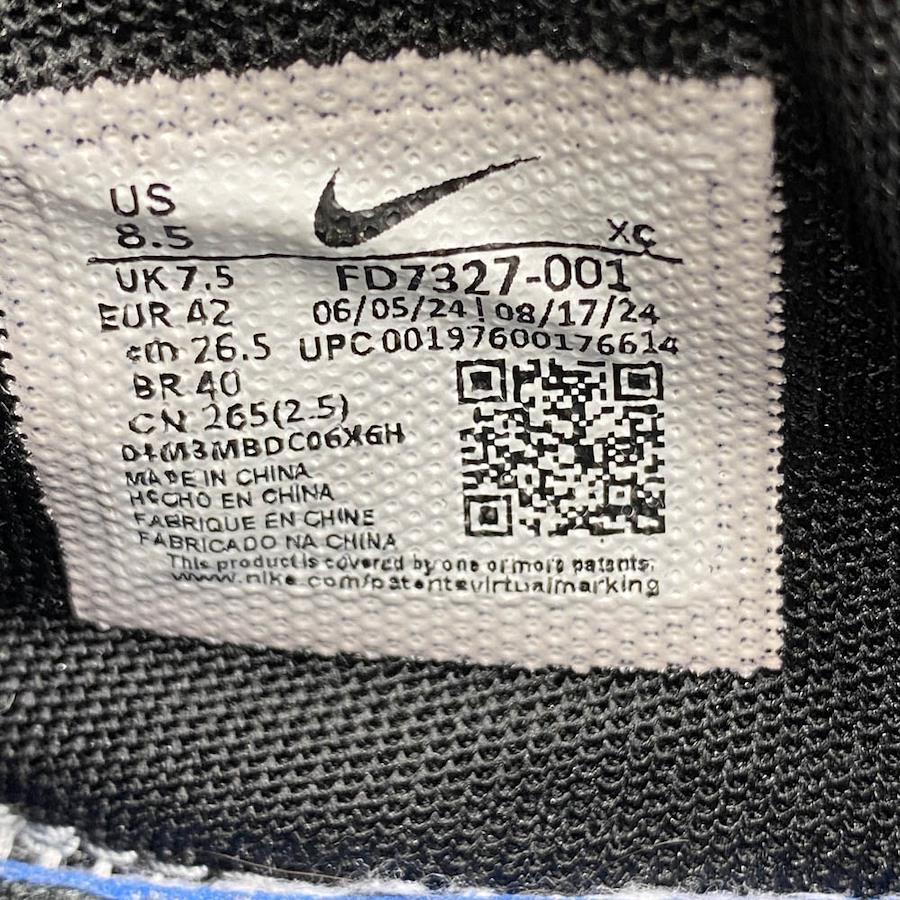 US
8.5
XC
UK 7.5
FD7327-001
EUR 42
06/05/24 | 08/17/24
cm 26.5
UPC 00197600176614
BR 40
CN 265(2.5)
MADE IN CHINA
HECHO EN CHINA
FABRIQUE EN CHINE
FABRICADO NA CHINA
This product is covered by one or more patents.
www.nike.com/patentsvirtualmarking